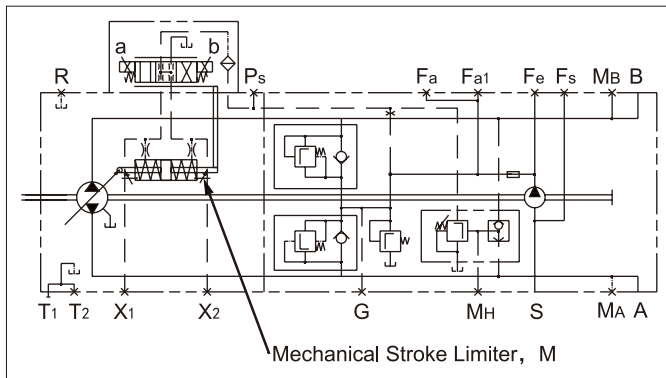 a b
R Ps Fa Fa1 Fe Fs MB B
T1 T2 X1 X2 G MH S MA A
Mechanical Stroke Limiter, M